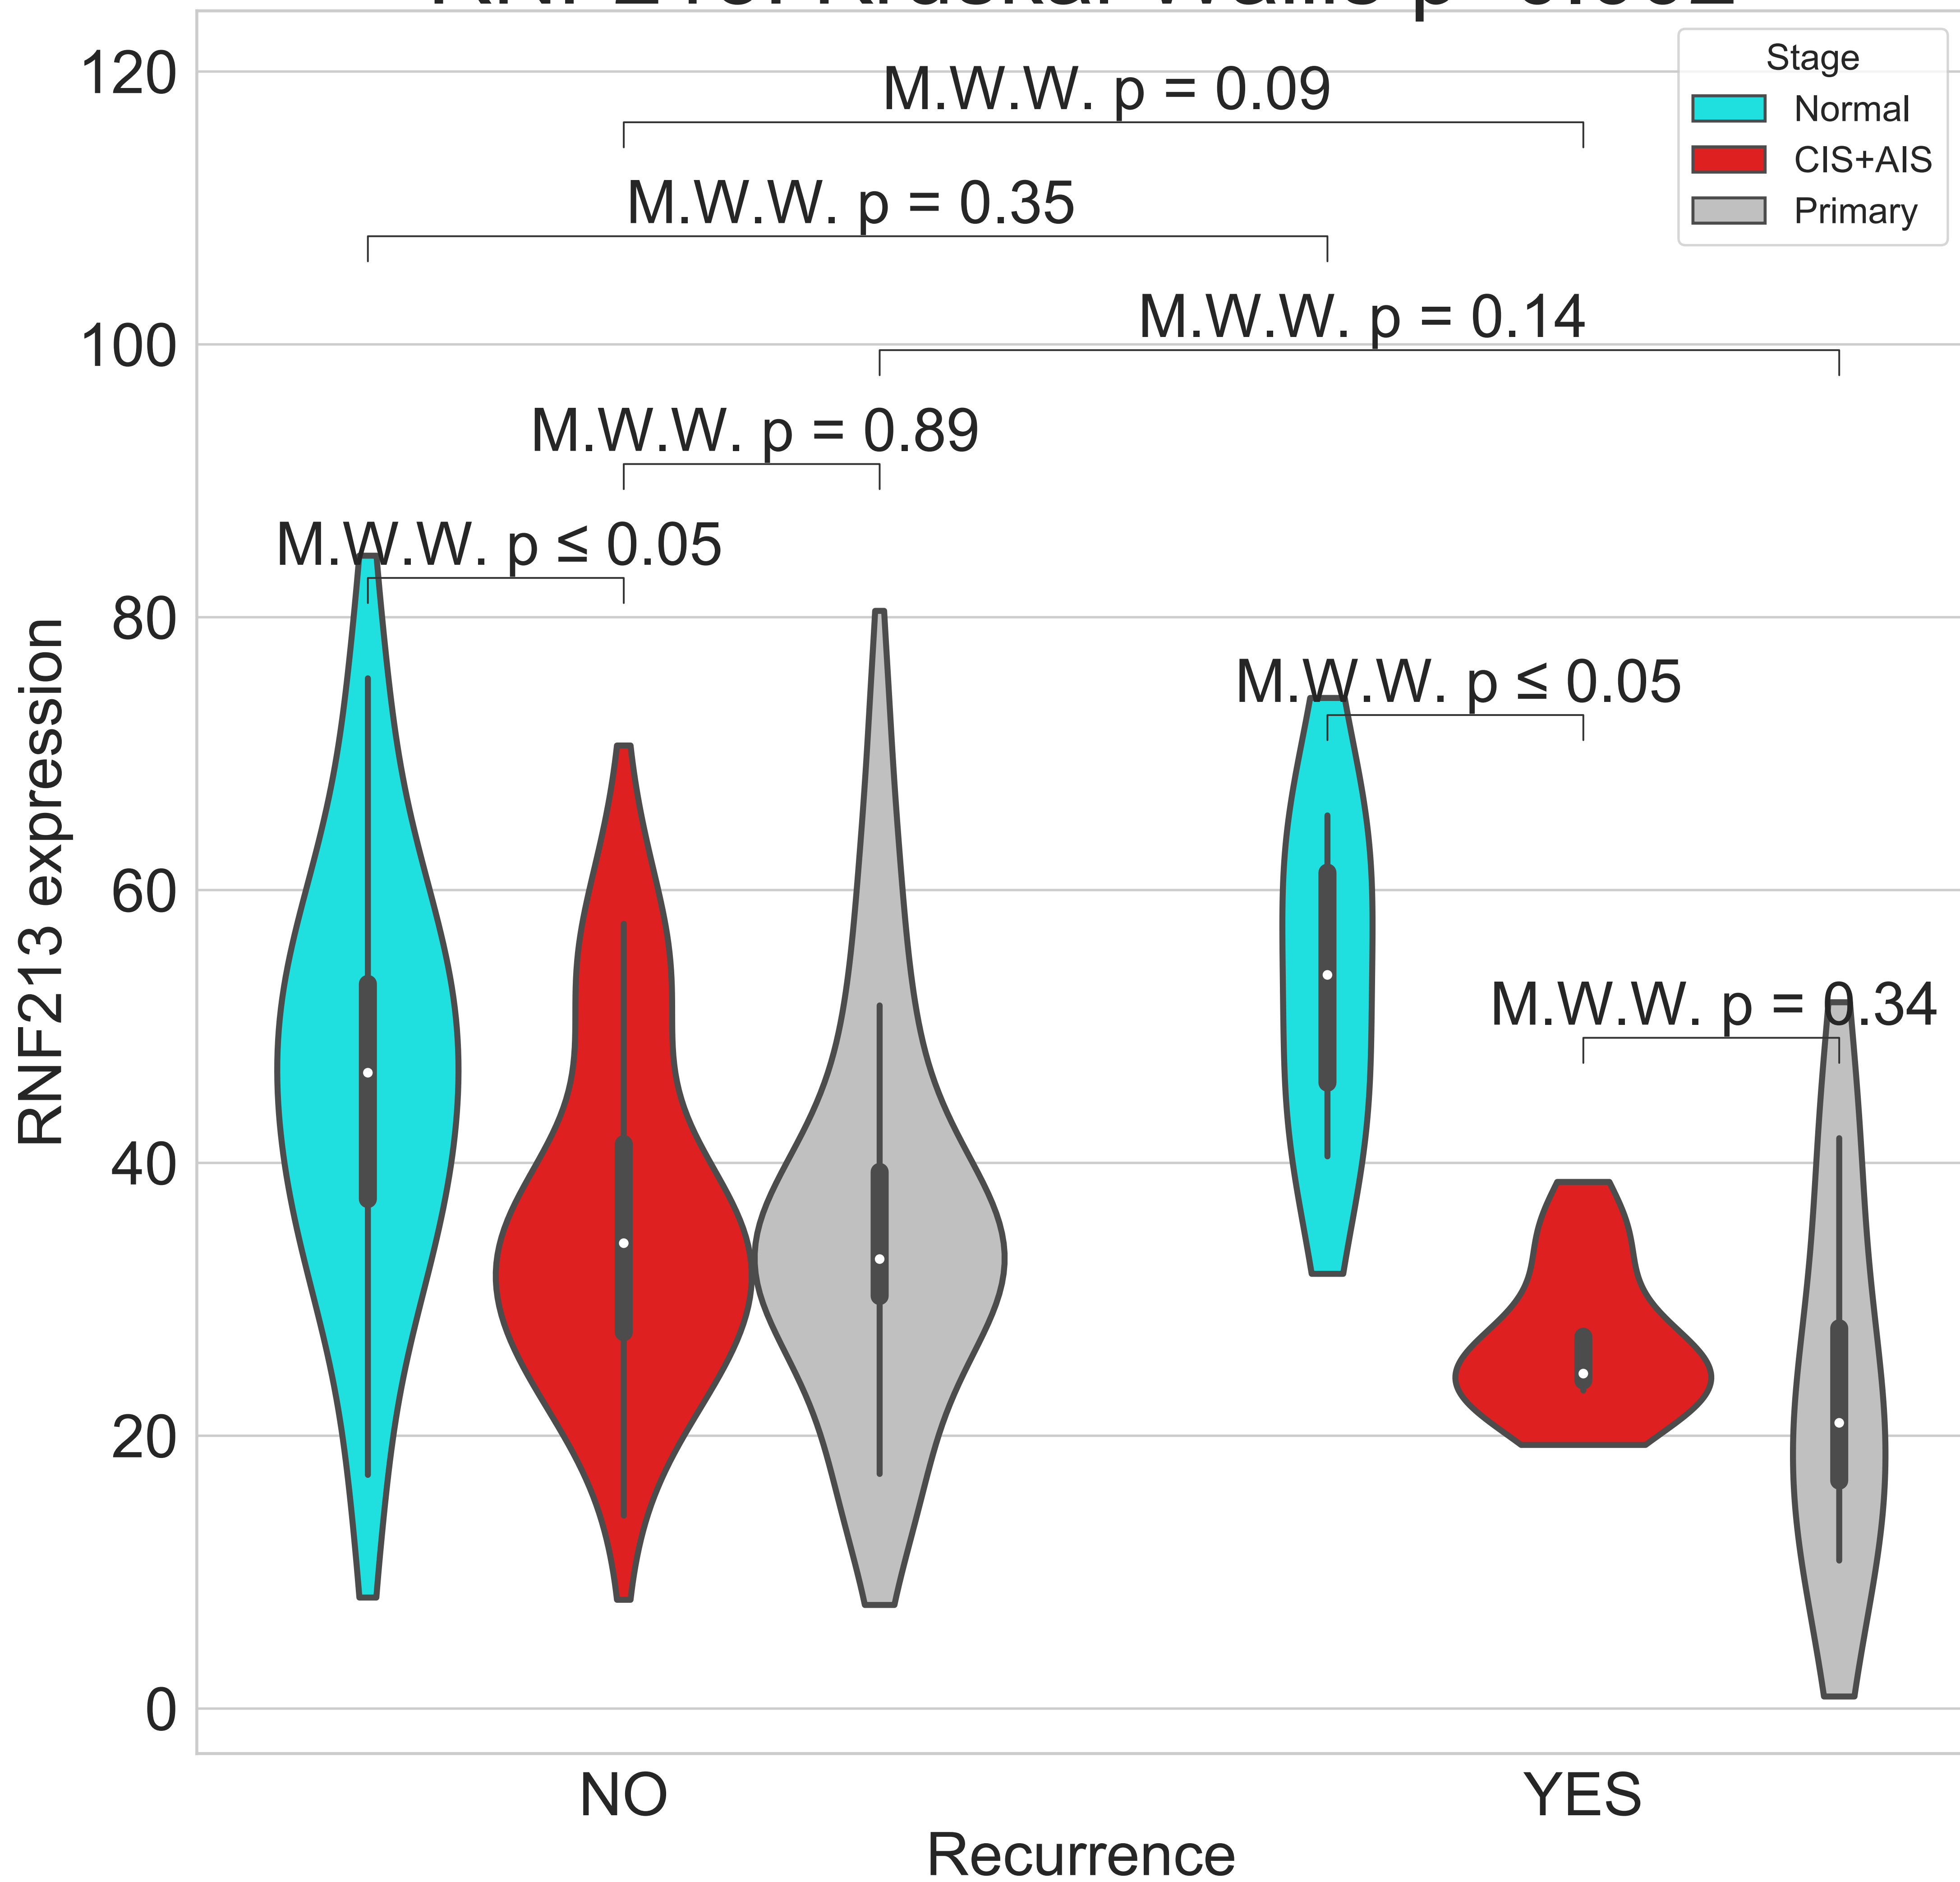 120
100
80
60
40
20
0
RNF213 expression
M.W.W. p = 0.09
M.W.W. p = 0.35
M.W.W. p = 0.14
M.W.W. p = 0.89
M.W.W. p ≤ 0.05
M.W.W. p ≤ 0.05
M.W.W. p = 0.34
Stage
Normal
CIS+AIS
Primary
NO
YES
Recurrence